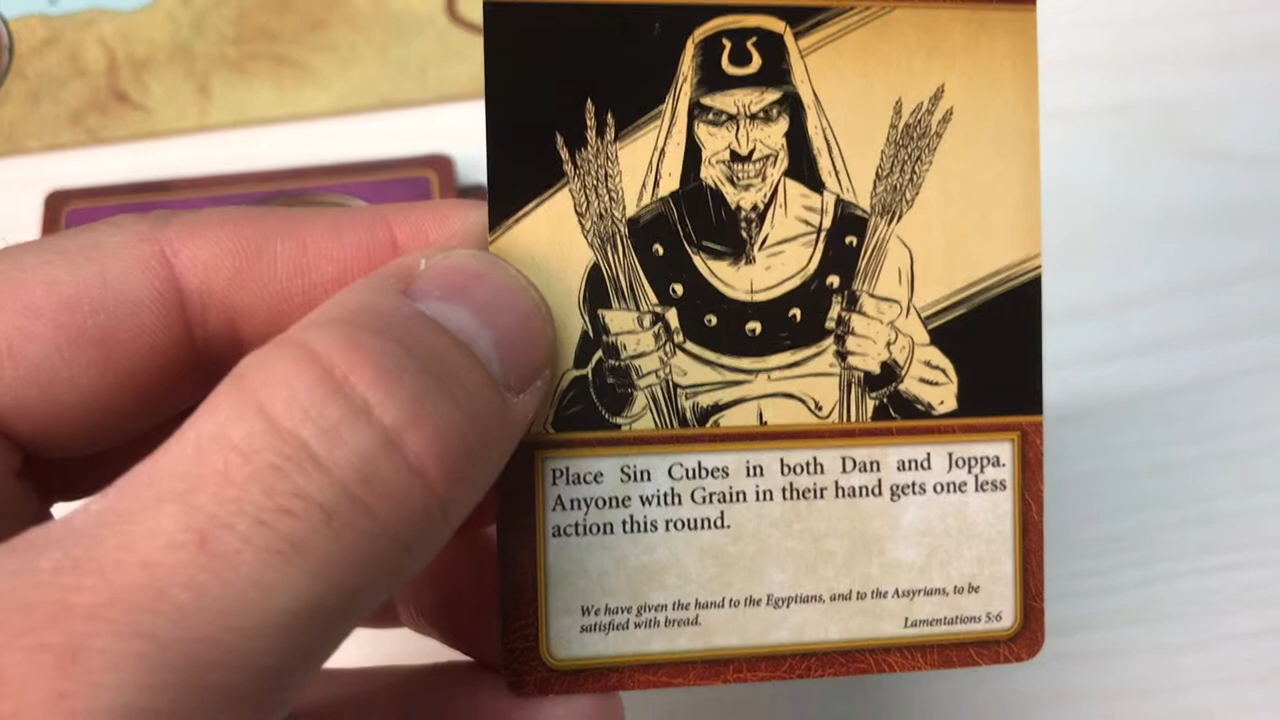 Place Sin Cubes in both Dan and Joppa.
Anyone with Grain in their hand gets one less
action this round.
We have given the hand to the Egyptians, and to the Assyrians, to be
satisfied with bread.
Lamentations 5:6